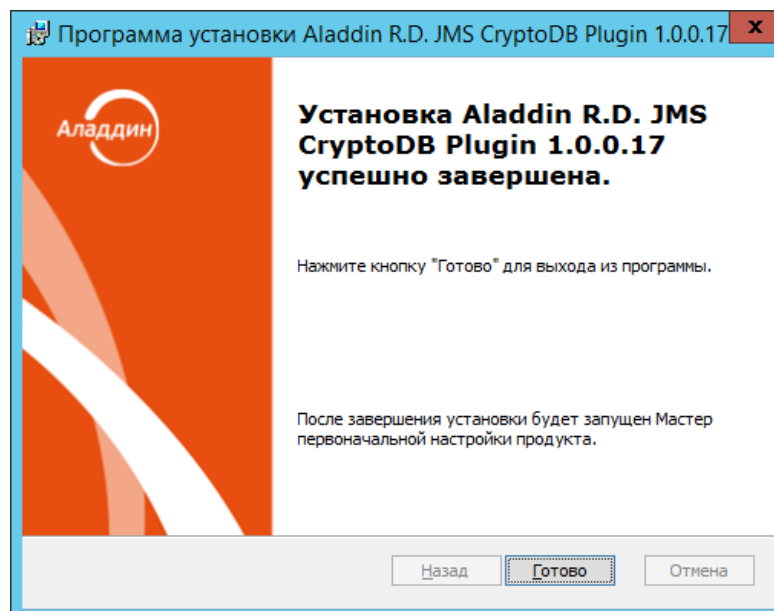 Программа установки Aladdin R.D. JMS CryptoDB Plugin 1.0.0.17
x
Аладдин
Установка Aladdin R.D. JMS
CryptoDB Plugin 1.0.0.17
успешно завершена.
Нажмите кнопку "Готово" для выхода из программы.
После завершения установки будет запущен Мастер
первоначальной настройки продукта.
Назад
Готово
Отмена